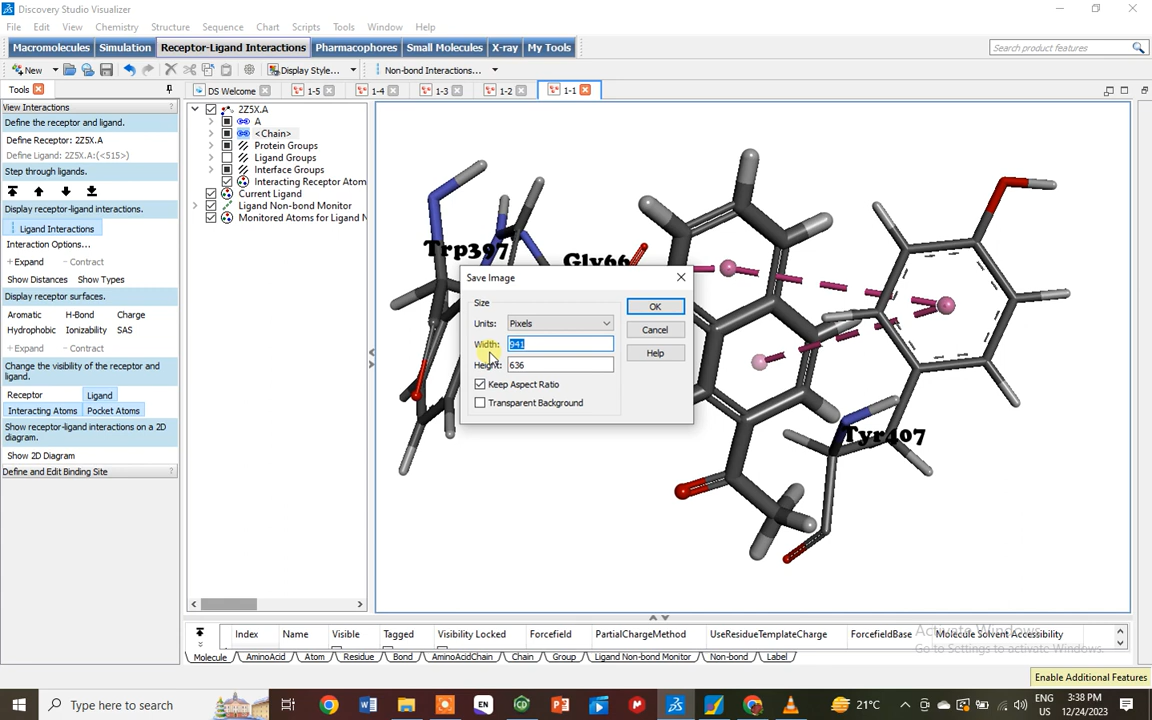 Discovery Studio Visualizer
File Edit View Chemistry Structure Sequence Chart Scripts Tools Window Help
Macromolecules Simulation Receptor-Ligand Interactions Pharmacophores Small Molecules X-ray My Tools
Search product features
New Display Style... Non-bond Interactions...
Tools
DS Welcome 1-5 1-4 1-3 1-2 1-1
View Interactions
Define the receptor and ligand.
Define Receptor: 2Z5X.A
Define Ligand: 2Z5X.A:(<515>)
Step through ligands.
Display receptor-ligand interactions.
Ligand Interactions
Interaction Options...
+ Expand − Contract
Show Distances Show Types
Display receptor surfaces.
Aromatic H-Bond Charge
Hydrophobic Ionizability SAS
+ Expand − Contract
Change the visibility of the receptor and
ligand.
Receptor Ligand
Interacting Atoms Pocket Atoms
Show receptor-ligand interactions on a 2D
diagram.
Show 2D Diagram
Define and Edit Binding Site
2Z5X.A
A
<Chain>
Protein Groups
Ligand Groups
Interface Groups
Interacting Receptor Atom
Current Ligand
Ligand Non-bond Monitor
Monitored Atoms for Ligand N
Trp397
Gly66
Tyr407
Save Image
Size
Units: Pixels
Width: 941
Height: 636
Keep Aspect Ratio
Transparent Background
OK
Cancel
Help
Index Name Visible Tagged Visibility Locked Forcefield PartialChargeMethod UseResidueTemplateCharge ForcefieldBase Molecule Solvent Accessibility
Molecule AminoAcid Atom Residue Bond AminoAcidChain Chain Group Ligand Non-bond Monitor Non-bond Label
Activate Windows
Go to Settings to activate Windows.
Enable Additional Features
Type here to search
EN
21°C
ENG
US
3:38 PM
12/24/2023